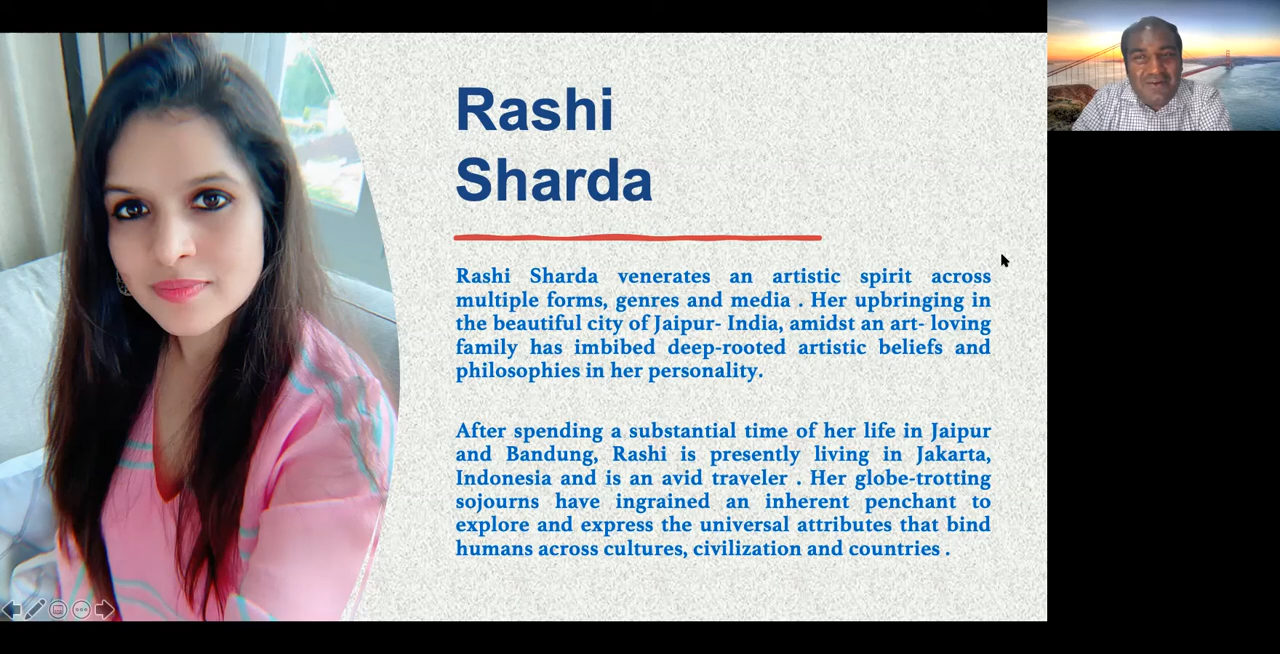 Rashi
Sharda
Rashi Sharda venerates an artistic spirit across
multiple forms, genres and media . Her upbringing in
the beautiful city of Jaipur- India, amidst an art- loving
family has imbibed deep-rooted artistic beliefs and
philosophies in her personality.
After spending a substantial time of her life in Jaipur
and Bandung, Rashi is presently living in Jakarta,
Indonesia and is an avid traveler . Her globe-trotting
sojourns have ingrained an inherent penchant to
explore and express the universal attributes that bind
humans across cultures, civilization and countries .